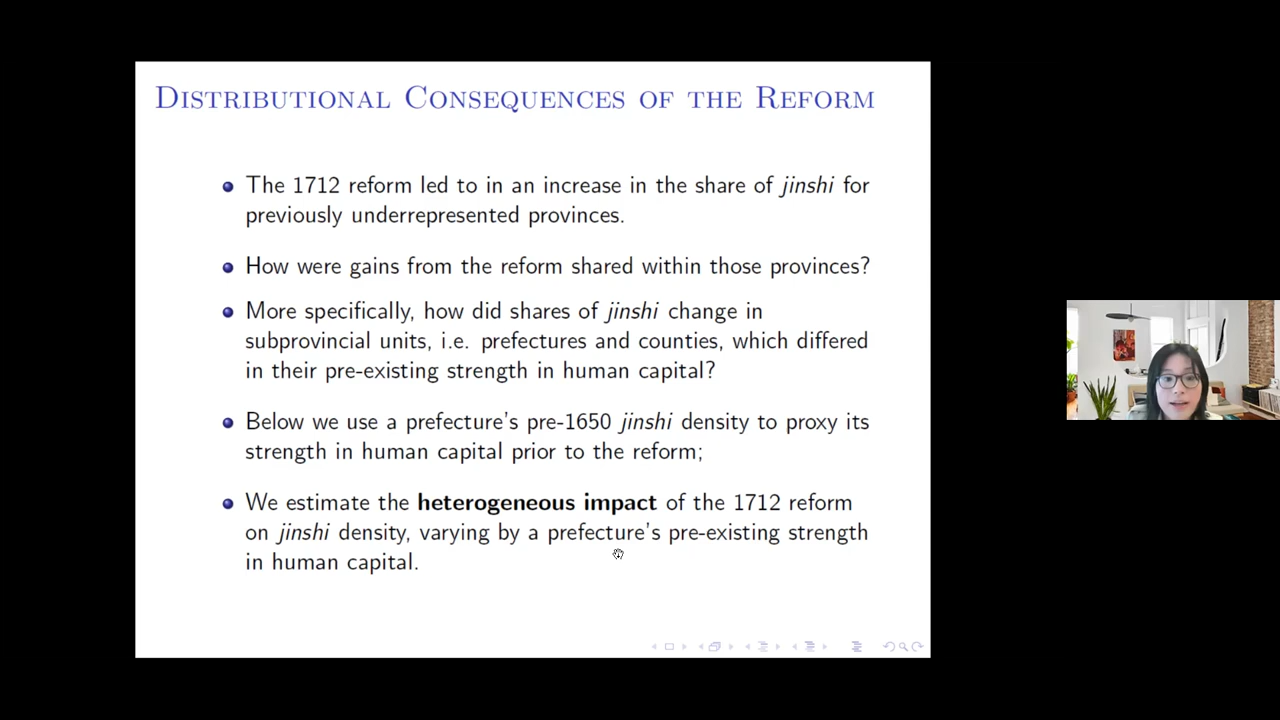 Distributional Consequences of the Reform
The 1712 reform led to in an increase in the share of jinshi for
previously underrepresented provinces.
How were gains from the reform shared within those provinces?
More specifically, how did shares of jinshi change in
subprovincial units, i.e. prefectures and counties, which differed
in their pre-existing strength in human capital?
Below we use a prefecture's pre-1650 jinshi density to proxy its
strength in human capital prior to the reform;
We estimate the heterogeneous impact of the 1712 reform
on jinshi density, varying by a prefecture's pre-existing strength
in human capital.